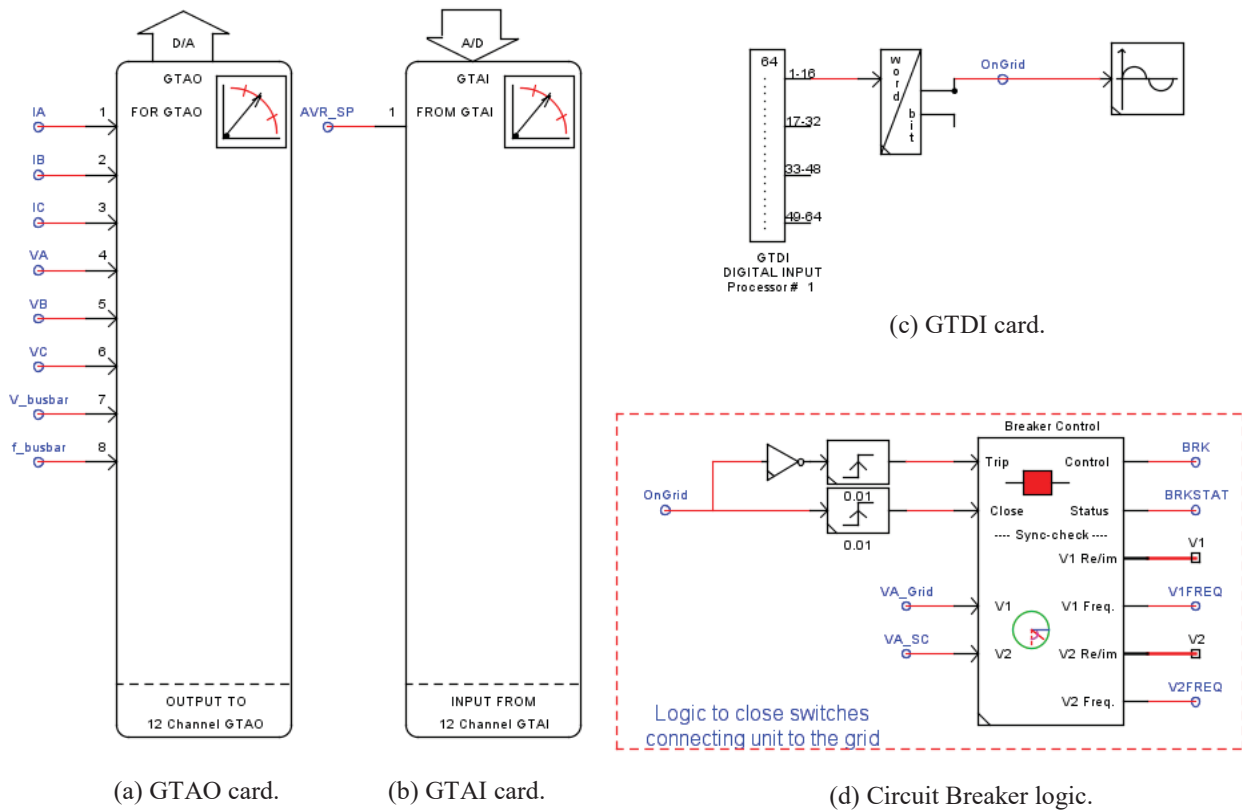 D/A
GTAO
FOR GTAO
IA 1
IB 2
IC 3
VA 4
VB 5
VC 6
V_busbar 7
f_busbar 8
OUTPUT TO
12 Channel GTAO
(a) GTAO card.
A/D
GTAI
AVR_SP 1 FROM GTAI
INPUT FROM
12 Channel GTAI
(b) GTAI card.
64
1-16
17-32
33-48
49-64
word
bit
OnGrid
GTDI
DIGITAL INPUT
Processor # 1
(c) GTDI card.
Breaker Control
OnGrid
0.01
0.01
Trip Control BRK
Close Status BRKSTAT
---- Sync-check ----
V1 Re/im V1
VA_Grid V1 V1 Freq. V1FREQ
VA_SC V2 V2 Re/im V2
V2 Freq. V2FREQ
Logic to close switches
connecting unit to the grid
(d) Circuit Breaker logic.